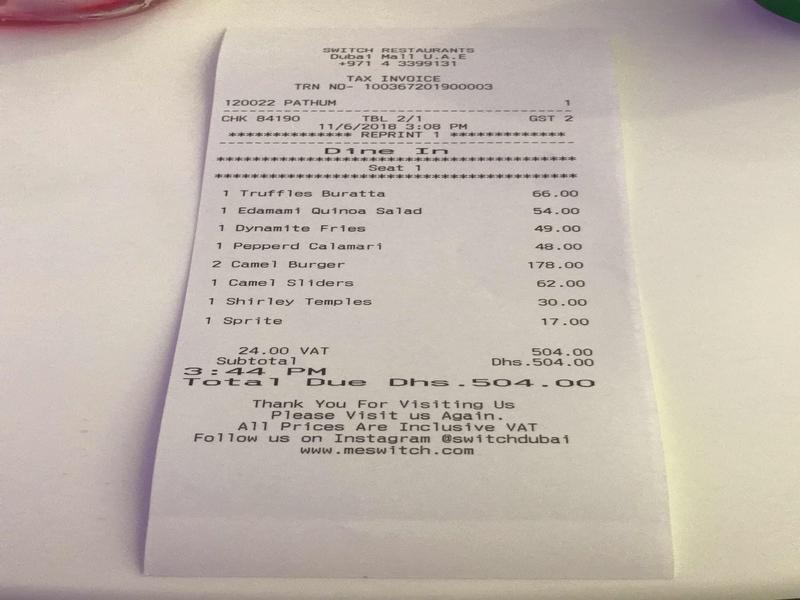 SWITCH RESTAURANTS
Dubai Mall U.A.E
+971 4 3399131
TAX INVOICE
TRN NO- 100367201900003
120022 PATHUM 1
CHK 84190 TBL 2/1 GST 2
11/6/2018 3:08 PM
************** REPRINT 1 **************
Dine In
Seat 1
1 Truffles Buratta 66.00
1 Edamami Quinoa Salad 54.00
1 Dynamite Fries 49.00
1 Pepperd Calamari 48.00
2 Camel Burger 178.00
1 Camel Sliders 62.00
1 Shirley Temples 30.00
1 Sprite 17.00
24.00 VAT 504.00
Subtotal Dhs.504.00
3:44 PM
Total Due Dhs.504.00
Thank You For Visiting Us
Please Visit us Again.
All Prices Are Inclusive VAT
Follow us on Instagram @switchdubai
www.meswitch.com